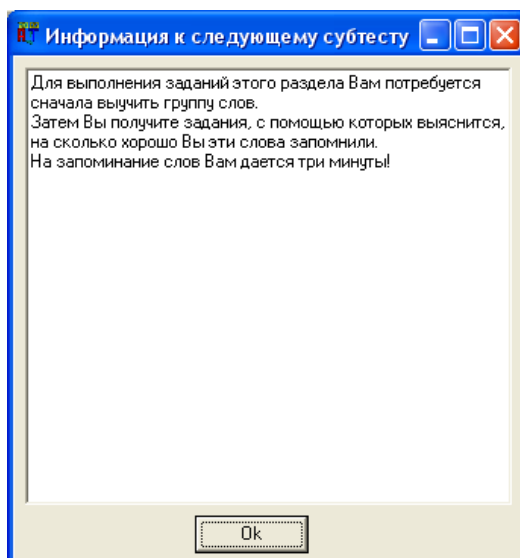 Информация к следующему субтесту
Для выполнения заданий этого раздела Вам потребуется
сначала выучить группу слов.
Затем Вы получите задания, с помощью которых выяснится,
на сколько хорошо Вы эти слова запомнили.
На запоминание слов Вам дается три минуты!
Ok